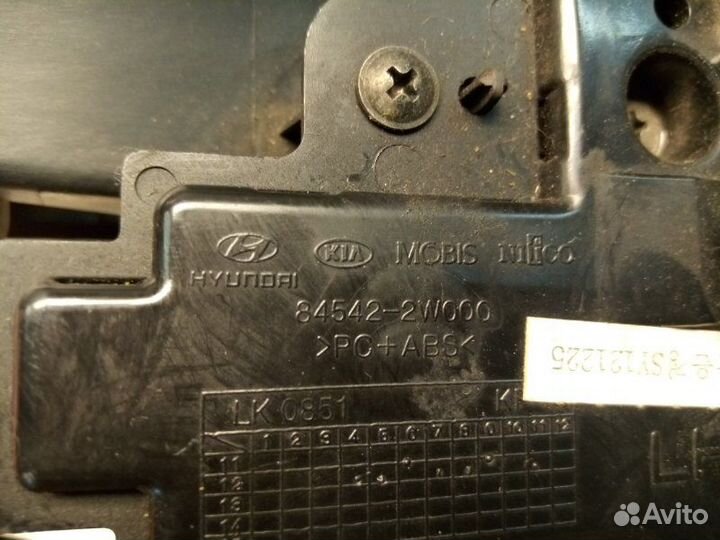 HYUNDAI KIA MOBIS nifco
84542-2W000
>PC+ABS<
SY121225
LK 0851
1 2 3 4 5 6 7 8 9 10 11 12
11
12
13
14
Avito